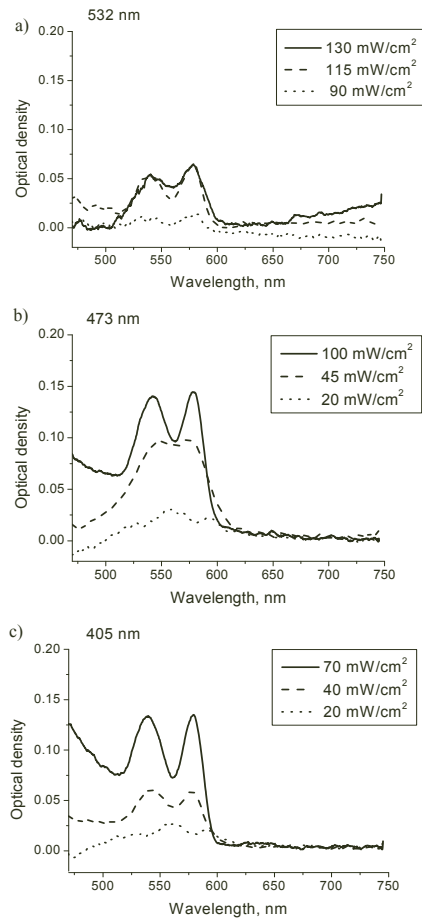 a)
532 nm
130 mW/cm²
115 mW/cm²
90 mW/cm²
Optical density
0.20
0.15
0.10
0.05
0.00
500 550 600 650 700 750
Wavelength, nm
b)
473 nm
100 mW/cm²
45 mW/cm²
20 mW/cm²
Optical density
0.20
0.15
0.10
0.05
0.00
500 550 600 650 700 750
Wavelength, nm
c)
405 nm
70 mW/cm²
40 mW/cm²
20 mW/cm²
Optical density
0.20
0.15
0.10
0.05
0.00
500 550 600 650 700 750
Wavelength, nm